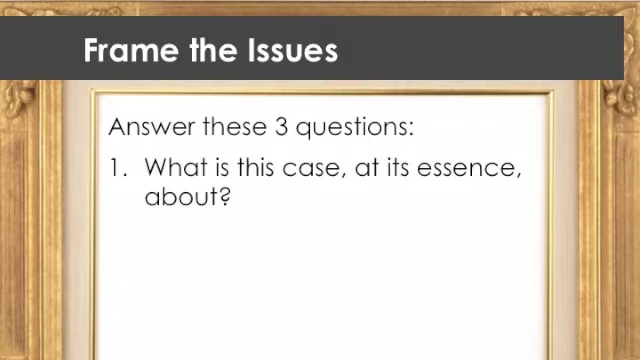 Frame the Issues
Answer these 3 questions:
1. What is this case, at its essence,
about?